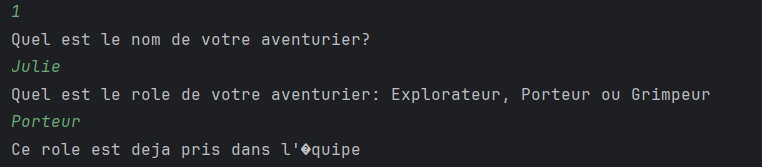 1
Quel est le nom de votre aventurier?
Julie
Quel est le role de votre aventurier: Explorateur, Porteur ou Grimpeur
Porteur
Ce role est deja pris dans l'�quipe